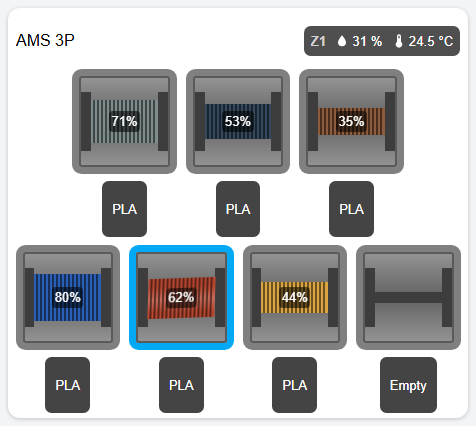 AMS 3P
Z1 31 % 24.5 °C
71% 53% 35%
PLA PLA PLA
80% 62% 44%
PLA PLA PLA Empty